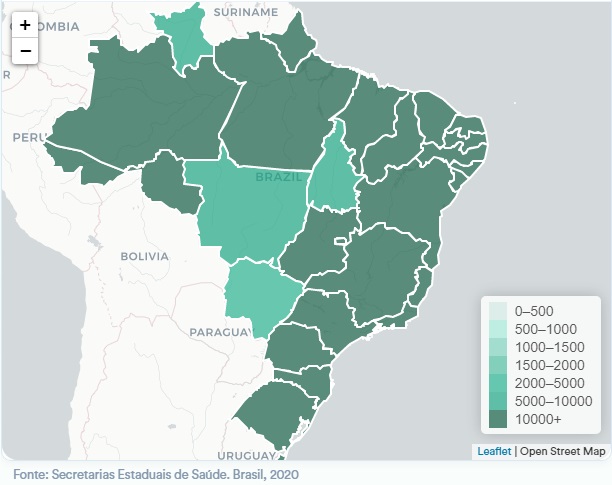 +
−
SURINAME
COLOMBIA
R
PERU
BRAZIL
BOLIVIA
PARAGUAY
URUGUAY
0–500
500–1000
1000–1500
1500–2000
2000–5000
5000–10000
10000+
Leaflet | Open Street Map
Fonte: Secretarias Estaduais de Saúde. Brasil, 2020